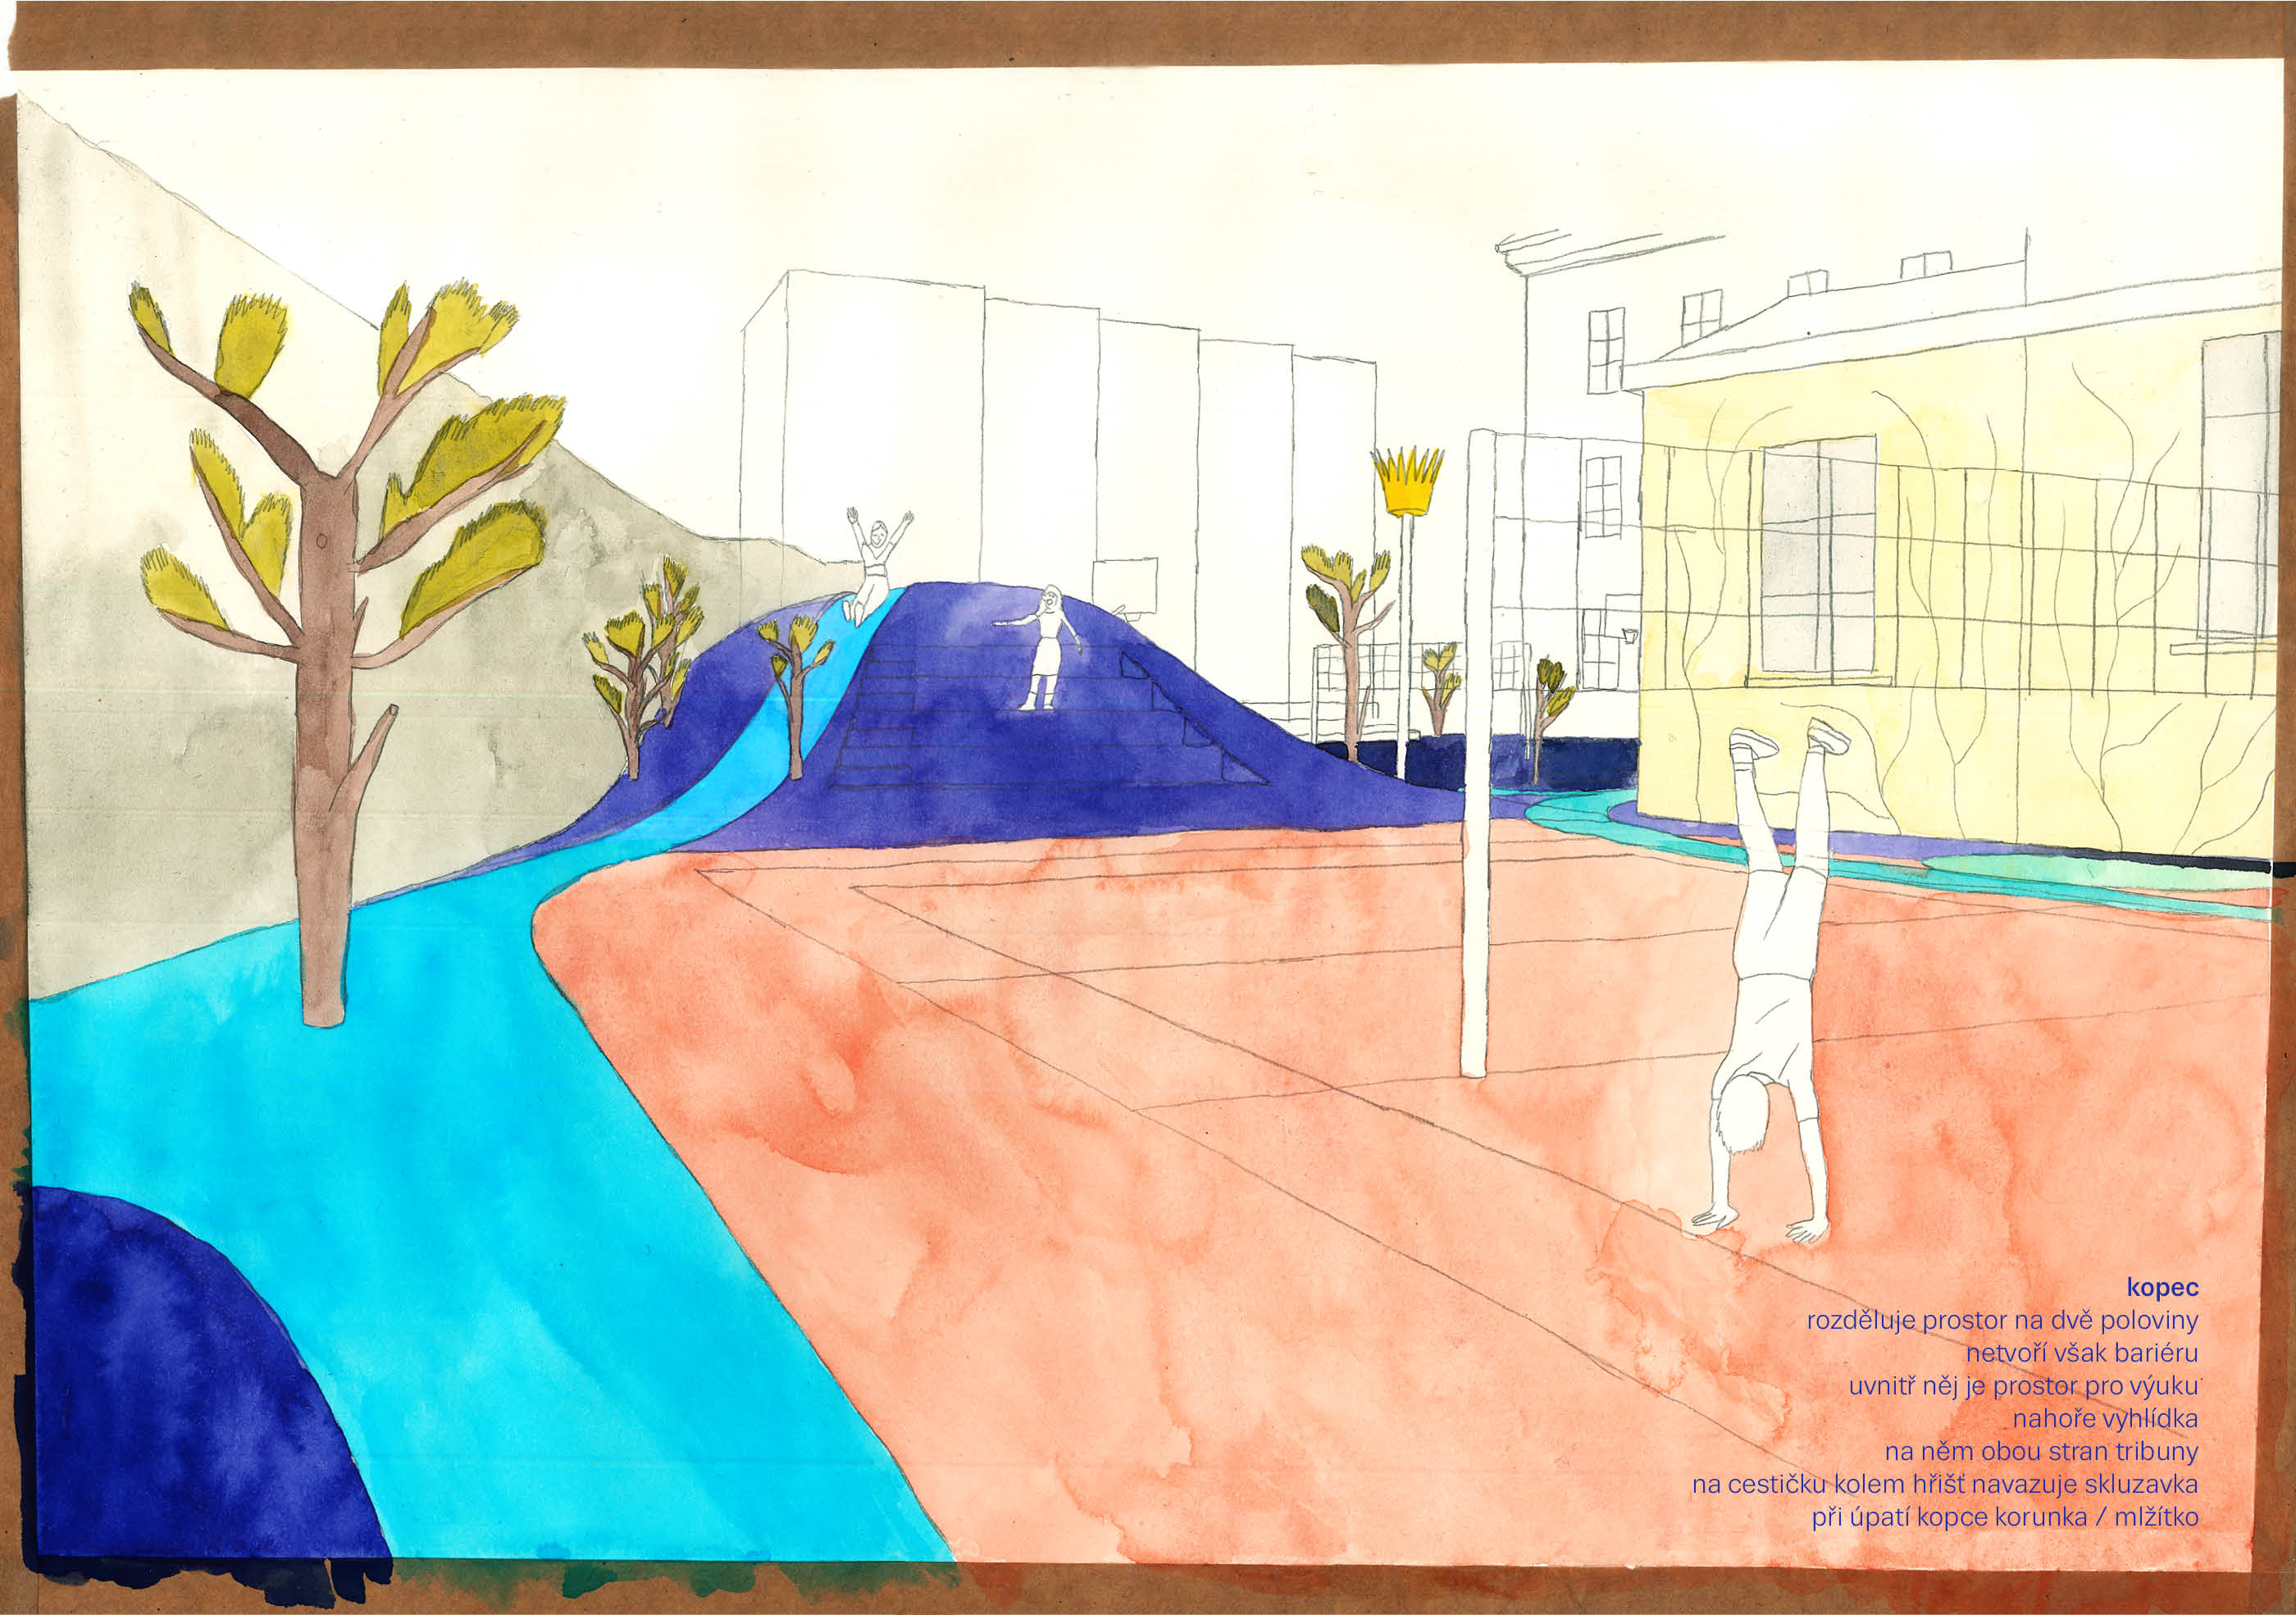 kopec
rozděluje prostor na dvě poloviny
netvoří však bariéru
uvnitř něj je prostor pro výuku
nahoře vyhlídka
na něm obou stran tribuny
na cestičku kolem hřišť navazuje skluzavka
při úpatí kopce korunka / mlžítko